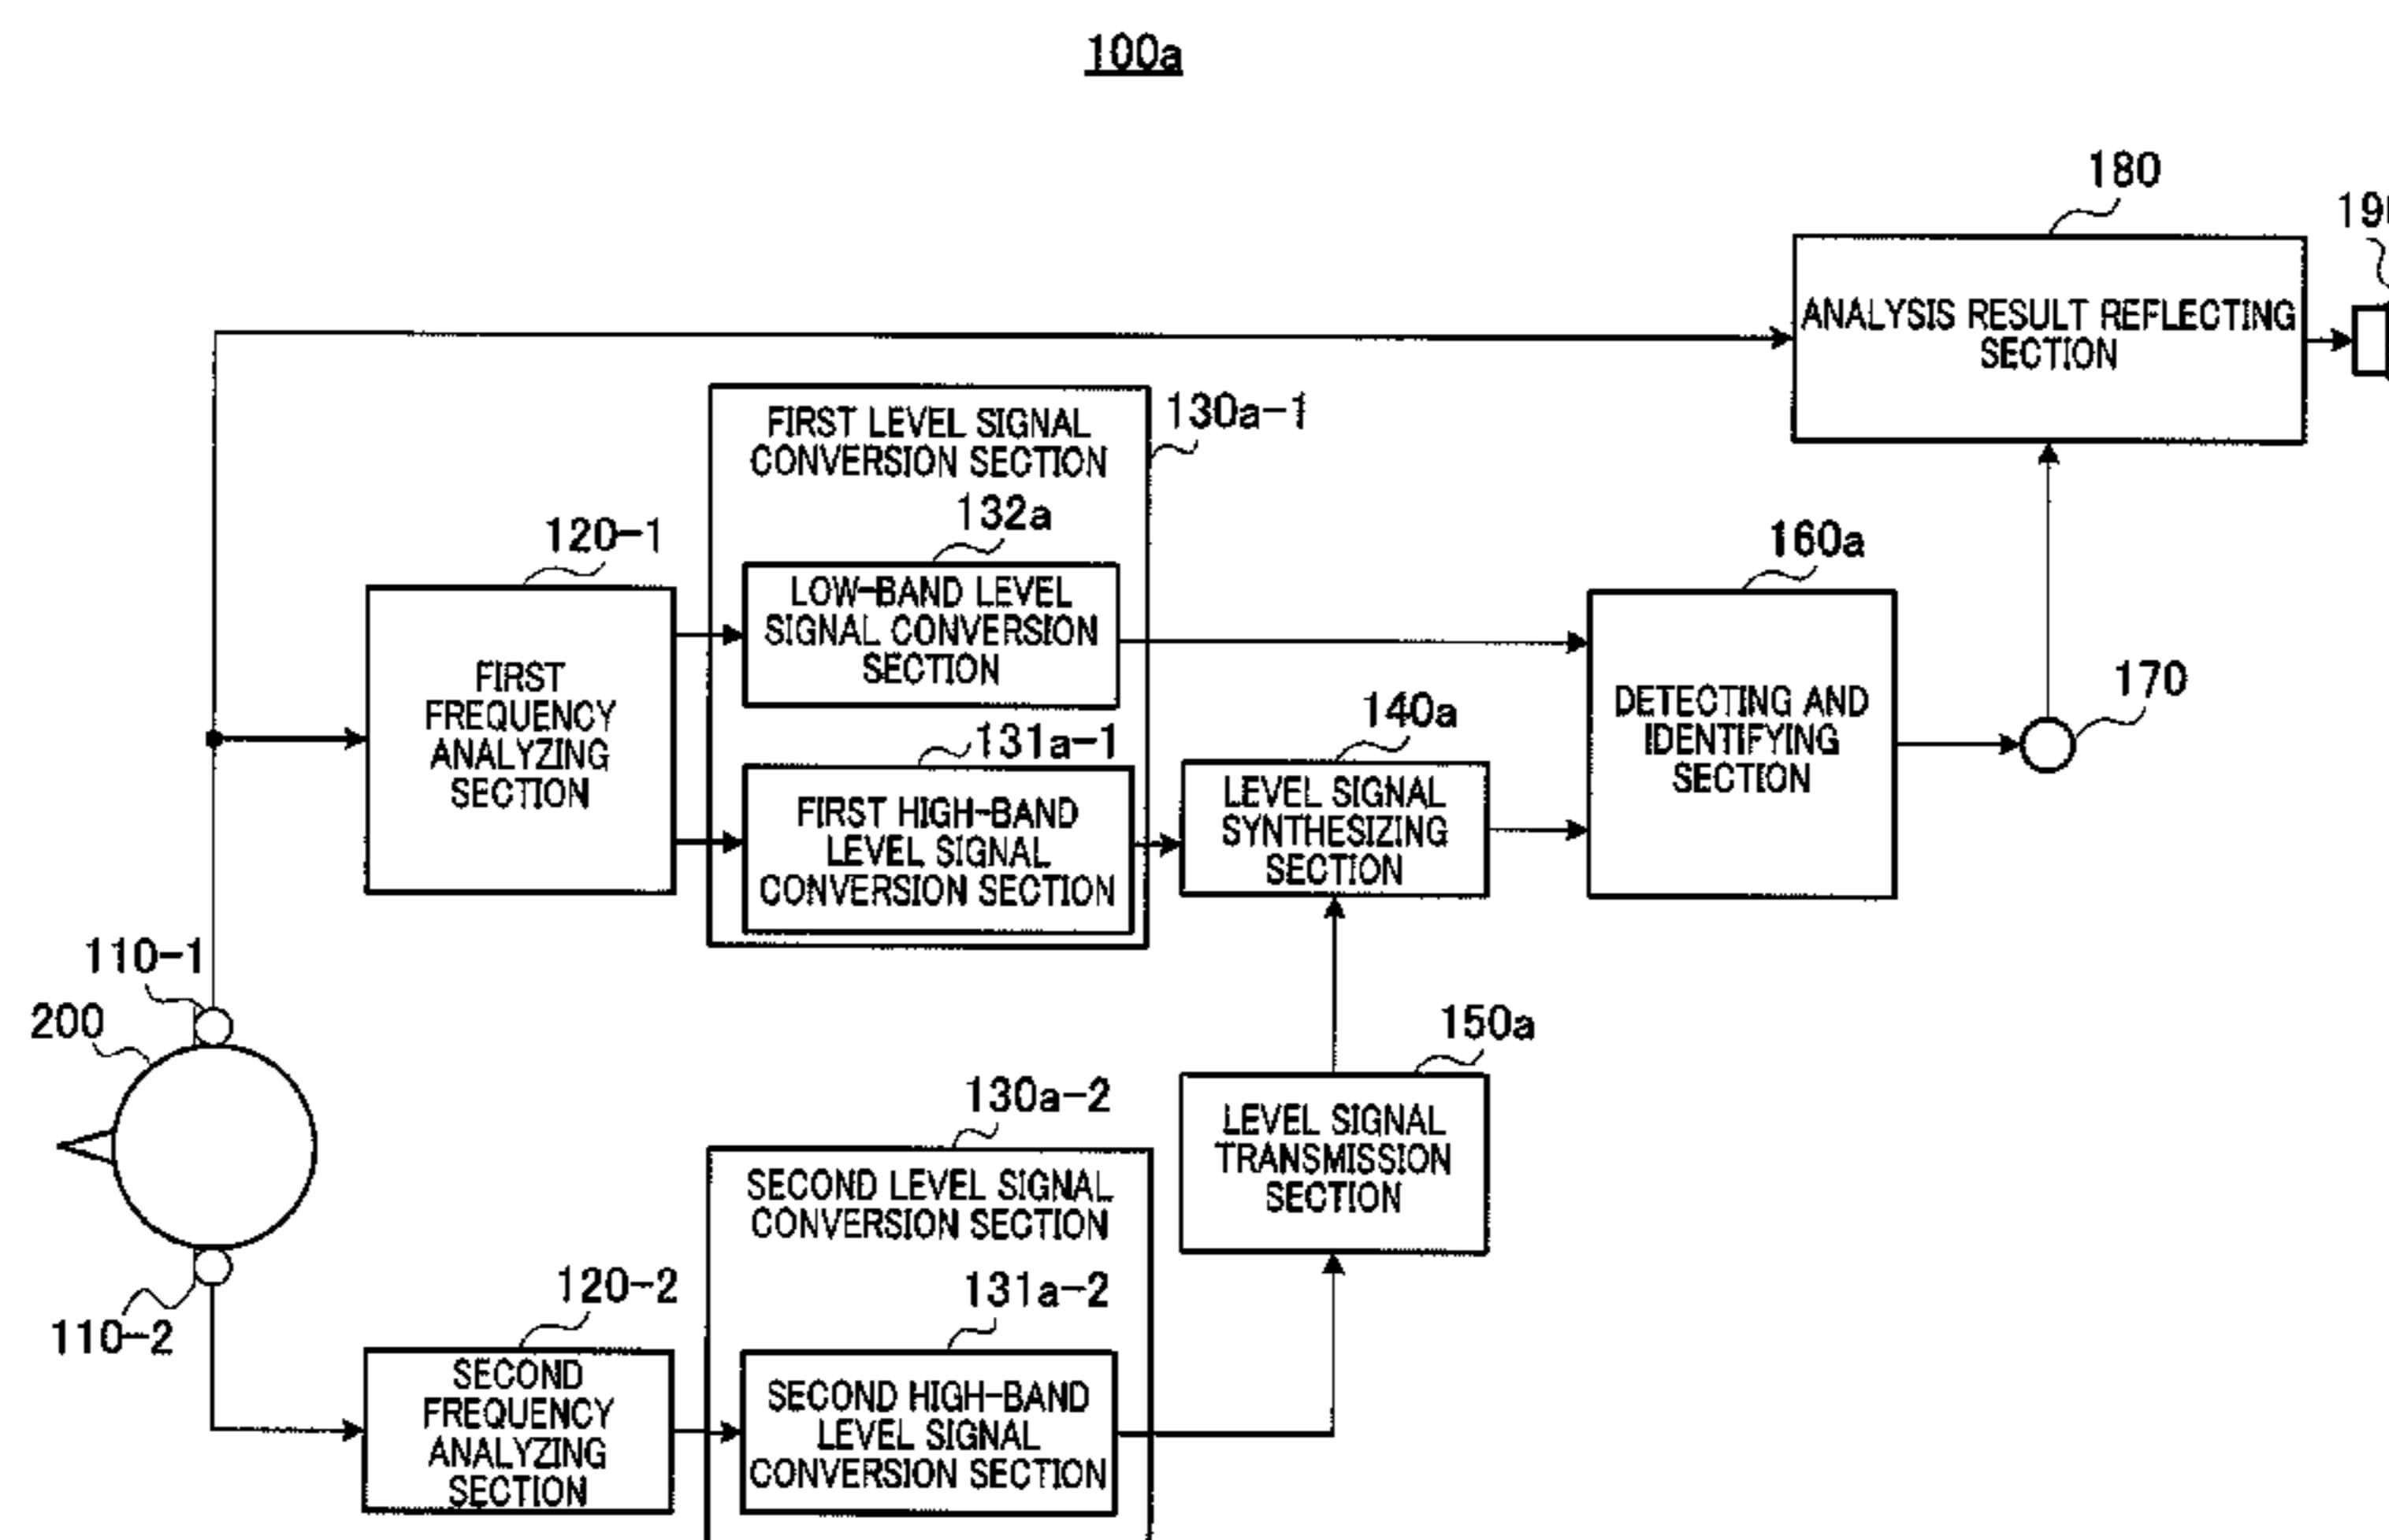 100a
180
ANALYSIS RESULT REFLECTING
SECTION
130a-1
FIRST LEVEL SIGNAL
CONVERSION SECTION
132a
LOW-BAND LEVEL
SIGNAL CONVERSION
SECTION
120-1
FIRST
FREQUENCY
ANALYZING
SECTION
131a-1
FIRST HIGH-BAND
LEVEL SIGNAL
CONVERSION SECTION
140a
LEVEL SIGNAL
SYNTHESIZING
SECTION
160a
DETECTING AND
IDENTIFYING
SECTION
170
110-1
200
110-2
150a
LEVEL SIGNAL
TRANSMISSION
SECTION
130a-2
SECOND LEVEL SIGNAL
CONVERSION SECTION
120-2
SECOND
FREQUENCY
ANALYZING
SECTION
131a-2
SECOND HIGH-BAND
LEVEL SIGNAL
CONVERSION SECTION